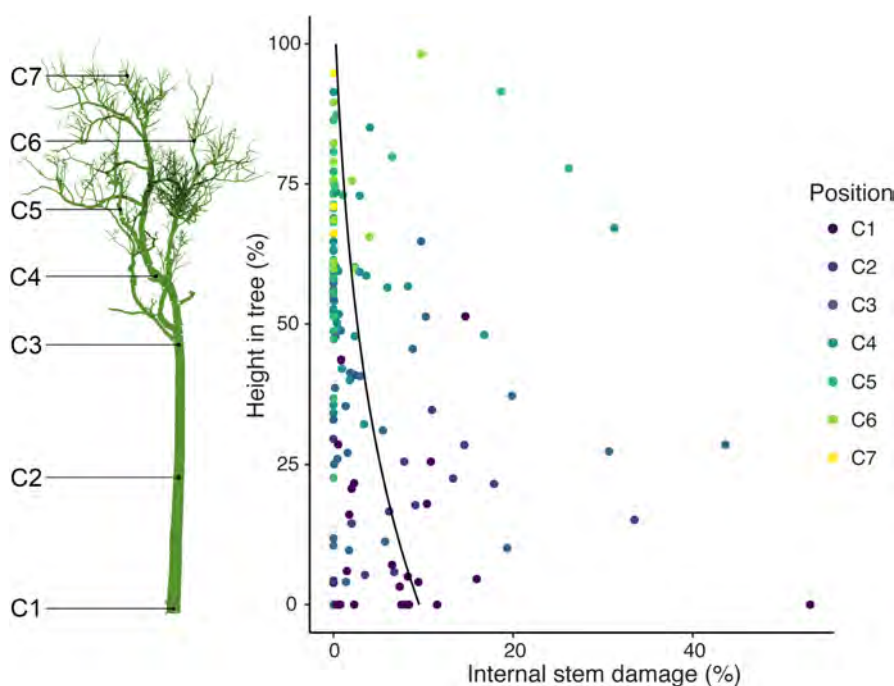 C7
C6
C5
C4
C3
C2
C1
Height in tree (%)
100
75
50
25
0
0
20
40
Internal stem damage (%)
Position
C1
C2
C3
C4
C5
C6
C7